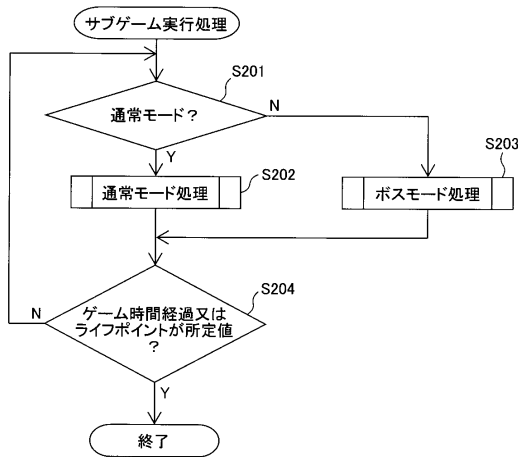 サブゲーム実行処理
S201
通常モード?
N
Y
S202
通常モード処理
S203
ボスモード処理
S204
ゲーム時間経過又は
ライフポイントが所定値
?
N
Y
終了